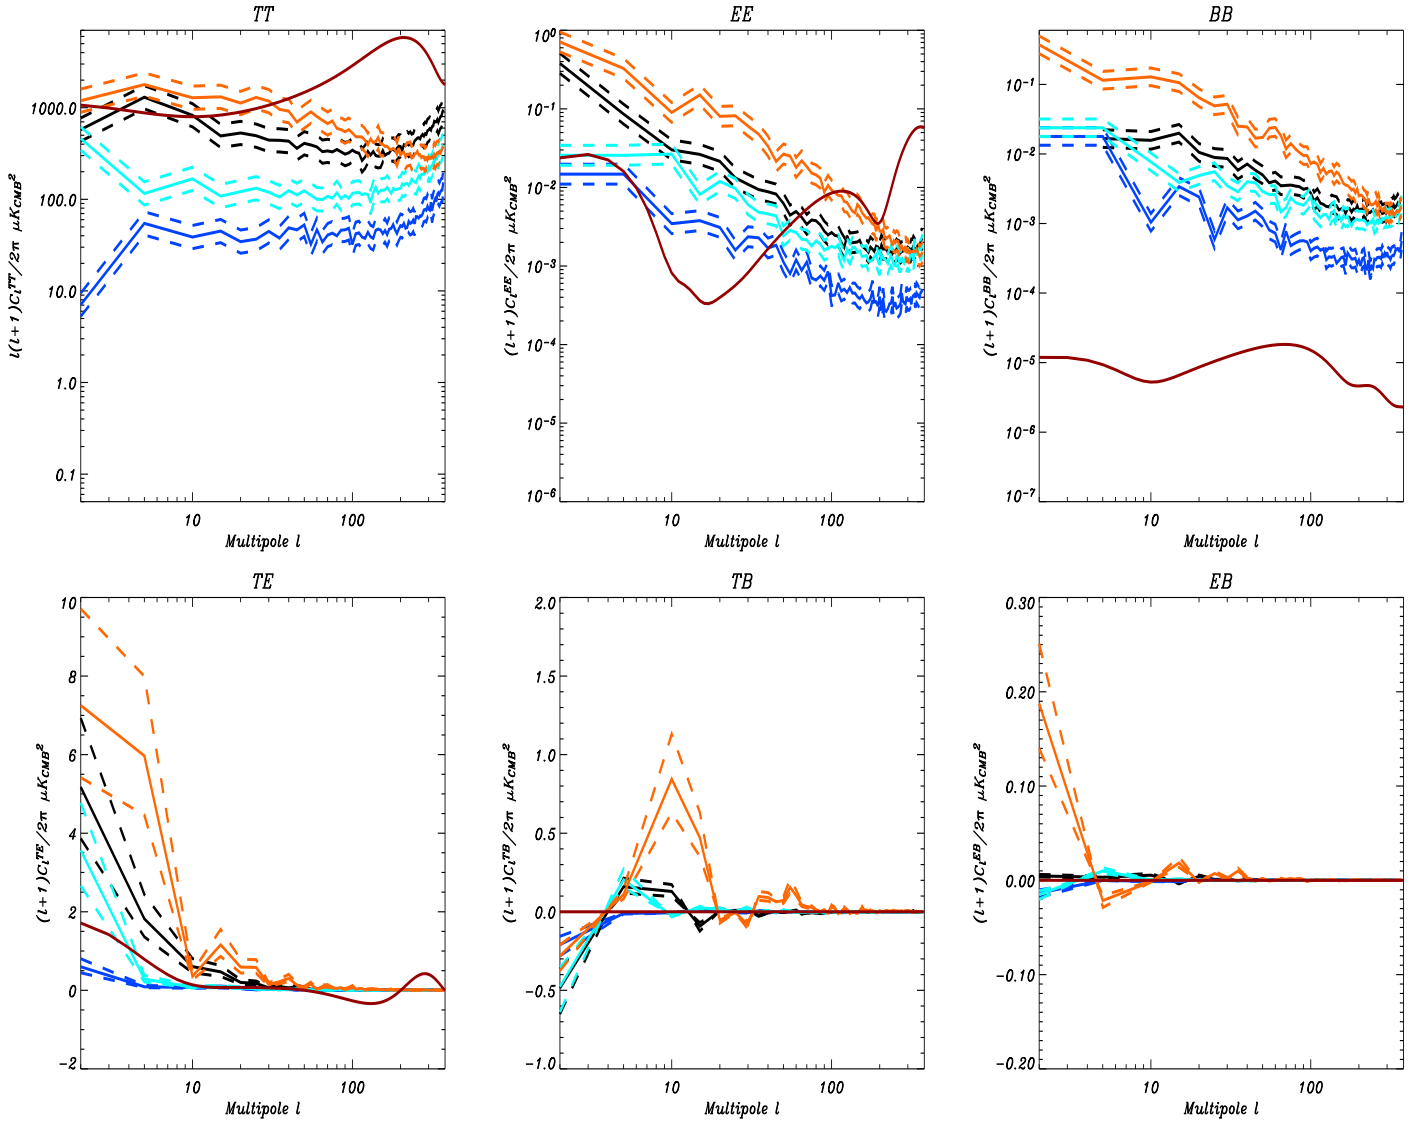 TT
1000.0
100.0
10.0
1.0
0.1
10
100
Multipole l
l(l+1)C_l^TT/2π μK_CMB^2
EE
10^0
10^-1
10^-2
10^-3
10^-4
10^-5
10^-6
10
100
Multipole l
(l+1)C_l^EE/2π μK_CMB^2
BB
10^-1
10^-2
10^-3
10^-4
10^-5
10^-6
10^-7
10
100
Multipole l
(l+1)C_l^BB/2π μK_CMB^2
TE
10
8
6
4
2
0
-2
10
100
Multipole l
(l+1)C_l^TE/2π μK_CMB^2
TB
2.0
1.5
1.0
0.5
0.0
-0.5
-1.0
10
100
Multipole l
(l+1)C_l^TB/2π μK_CMB^2
EB
0.30
0.20
0.10
0.00
-0.10
-0.20
10
100
Multipole l
(l+1)C_l^EB/2π μK_CMB^2